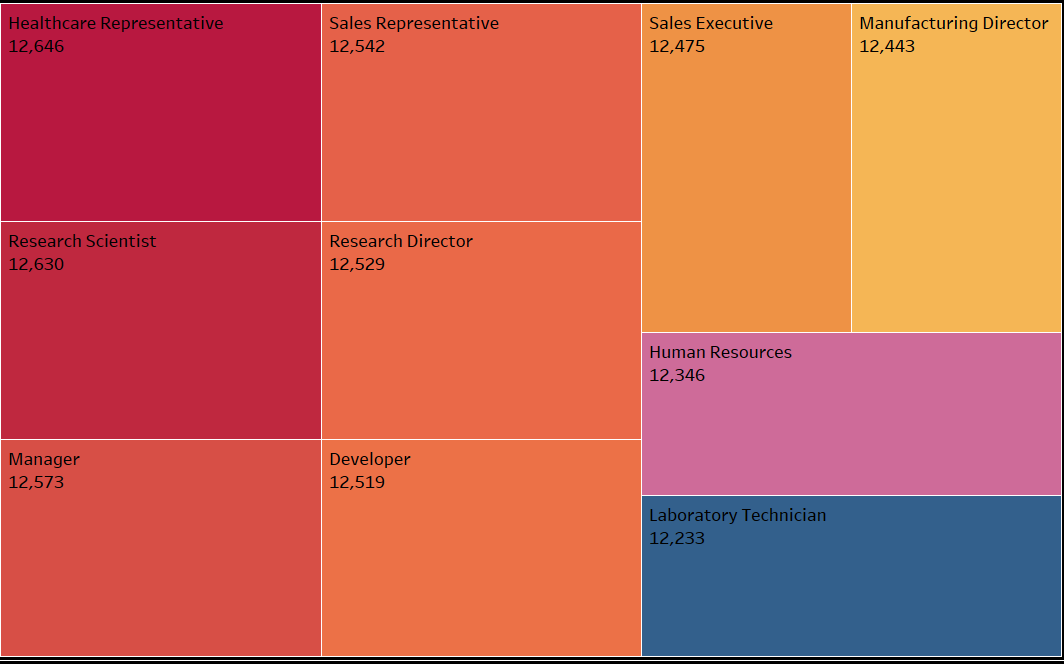 Healthcare Representative
12,646
Research Scientist
12,630
Manager
12,573
Sales Representative
12,542
Research Director
12,529
Developer
12,519
Sales Executive
12,475
Manufacturing Director
12,443
Human Resources
12,346
Laboratory Technician
12,233